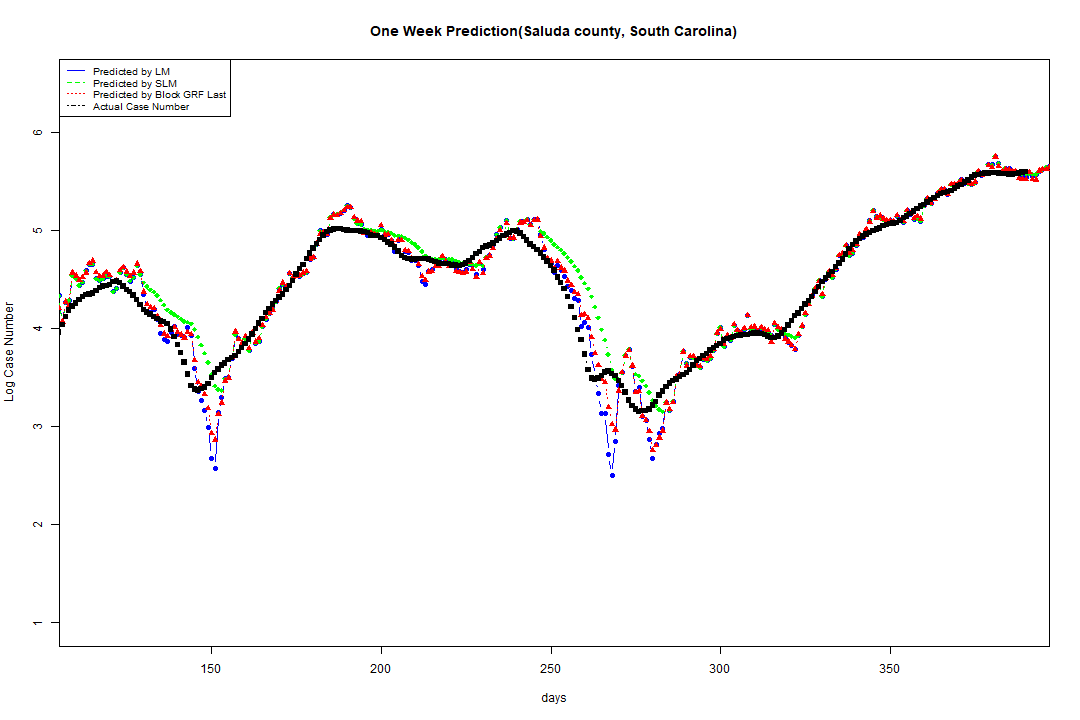 One Week Prediction(Saluda county, South Carolina)
Predicted by LM
Predicted by SLM
Predicted by Block GRF Last
Actual Case Number
6
5
4
3
2
1
Log Case Number
150
200
250
300
350
days